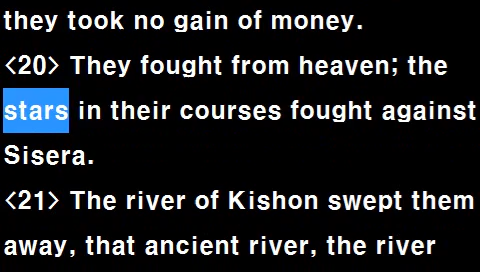 they took no gain of money.
<20> They fought from heaven; the
stars in their courses fought against
Sisera.
<21> The river of Kishon swept them
away, that ancient river, the river